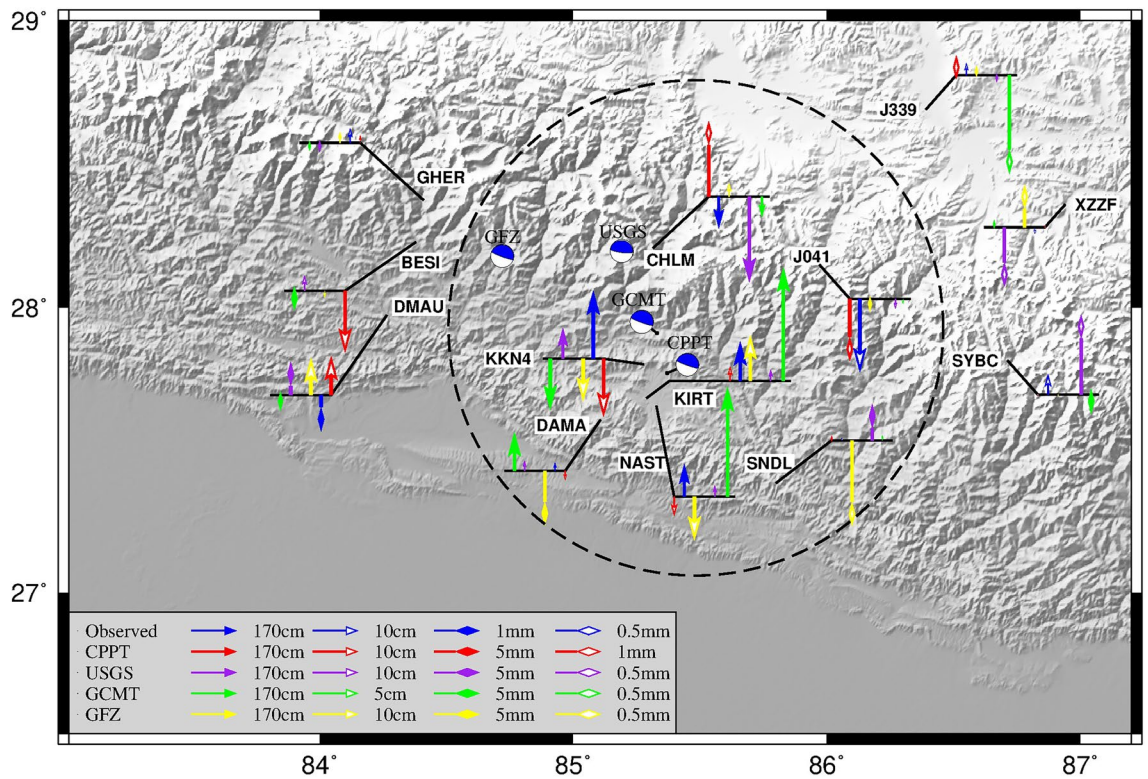 29°
J339
GHER
XZZF
GFZ
USGS
BESI
CHLM
J041
28°
DMAU
GCMT
CPPT
KKN4
SYBC
KIRT
DAMA
NAST
SNDL
27°
Observed 170cm 10cm 1mm 0.5mm
CPPT 170cm 10cm 5mm 1mm
USGS 170cm 10cm 5mm 0.5mm
GCMT 170cm 5cm 5mm 0.5mm
GFZ 170cm 10cm 5mm 0.5mm
84° 85° 86° 87°